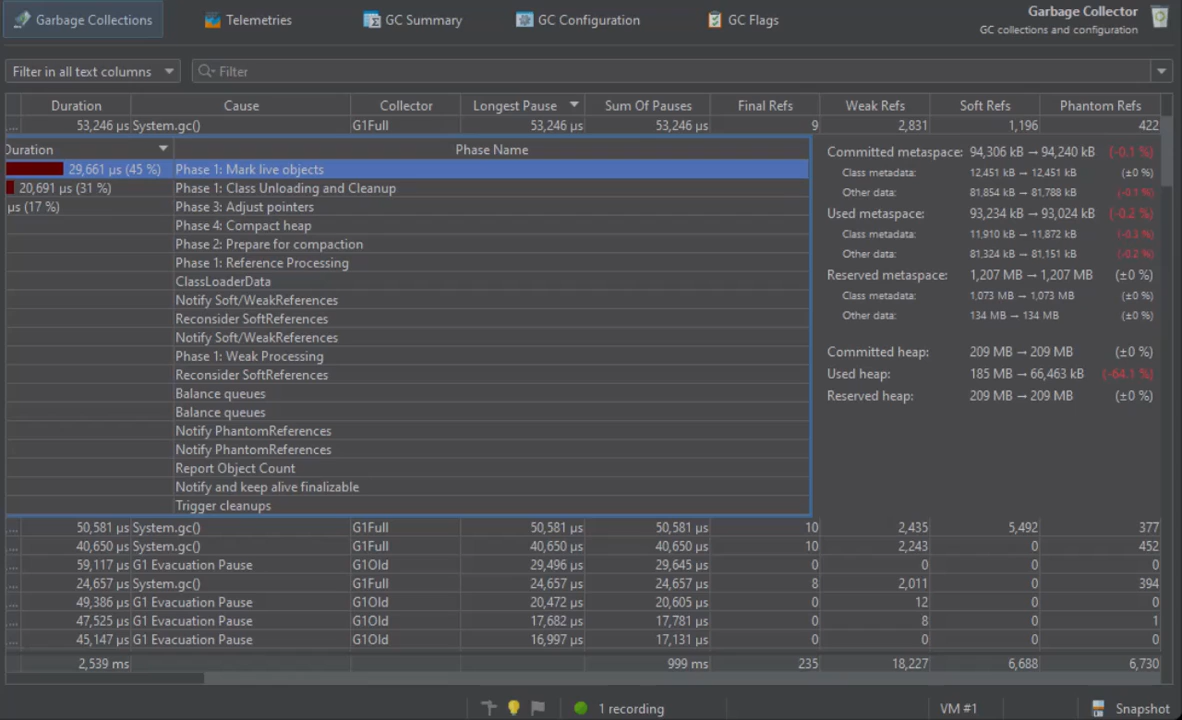 Garbage Collections Telemetries GC Summary GC Configuration GC Flags Garbage Collector
GC collections and configuration
Filter in all text columns Filter
Duration Cause Collector Longest Pause Sum Of Pauses Final Refs Weak Refs Soft Refs Phantom Refs
... 53,246 µs System.gc() G1Full 53,246 µs 53,246 µs 9 2,831 1,196 422
Duration Phase Name
29,661 µs (45 %) Phase 1: Mark live objects
20,691 µs (31 %) Phase 1: Class Unloading and Cleanup
µs (17 %) Phase 3: Adjust pointers
Phase 4: Compact heap
Phase 2: Prepare for compaction
Phase 1: Reference Processing
ClassLoaderData
Notify Soft/WeakReferences
Reconsider SoftReferences
Notify Soft/WeakReferences
Phase 1: Weak Processing
Reconsider SoftReferences
Balance queues
Balance queues
Notify PhantomReferences
Notify PhantomReferences
Report Object Count
Notify and keep alive finalizable
Trigger cleanups
Committed metaspace: 94,306 kB → 94,240 kB (-0.1 %)
Class metadata: 12,451 kB → 12,451 kB (±0 %)
Other data: 81,854 kB → 81,788 kB (-0.1 %)
Used metaspace: 93,234 kB → 93,024 kB (-0.2 %)
Class metadata: 11,910 kB → 11,872 kB (-0.3 %)
Other data: 81,324 kB → 81,151 kB (-0.2 %)
Reserved metaspace: 1,207 MB → 1,207 MB (±0 %)
Class metadata: 1,073 MB → 1,073 MB (±0 %)
Other data: 134 MB → 134 MB (±0 %)
Committed heap: 209 MB → 209 MB (±0 %)
Used heap: 185 MB → 66,463 kB (-64.1 %)
Reserved heap: 209 MB → 209 MB (±0 %)
... 50,581 µs System.gc() G1Full 50,581 µs 50,581 µs 10 2,435 5,492 377
... 40,650 µs System.gc() G1Full 40,650 µs 40,650 µs 10 2,243 0 452
... 59,117 µs G1 Evacuation Pause G1Old 29,496 µs 29,645 µs 0 0 0 0
... 24,657 µs System.gc() G1Full 24,657 µs 24,657 µs 8 2,011 0 394
... 49,386 µs G1 Evacuation Pause G1Old 20,472 µs 20,605 µs 0 12 0 0
... 47,525 µs G1 Evacuation Pause G1Old 17,682 µs 17,781 µs 0 8 0 1
... 45,147 µs G1 Evacuation Pause G1Old 16,997 µs 17,131 µs 0 0 0 0
2,539 ms 999 ms 235 18,227 6,688 6,730
1 recording VM #1 Snapshot